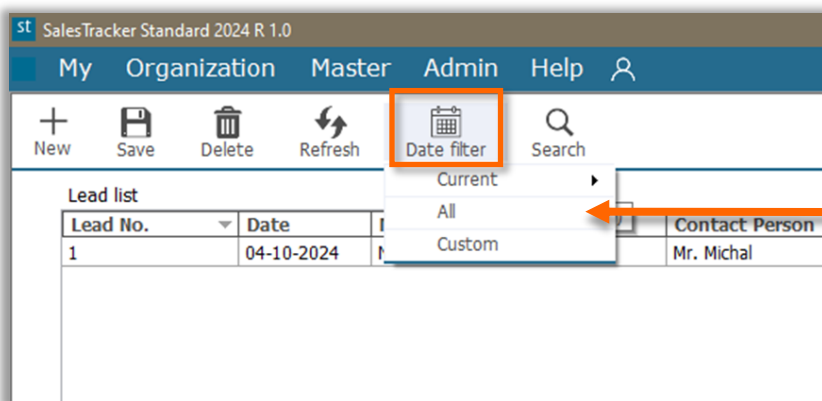 st SalesTracker Standard 2024 R 1.0
My Organization Master Admin Help
New Save Delete Refresh Date filter Search
Current
Lead list
All
Lead No. Date Contact Person
Custom
1 04-10-2024 Mr. Michal